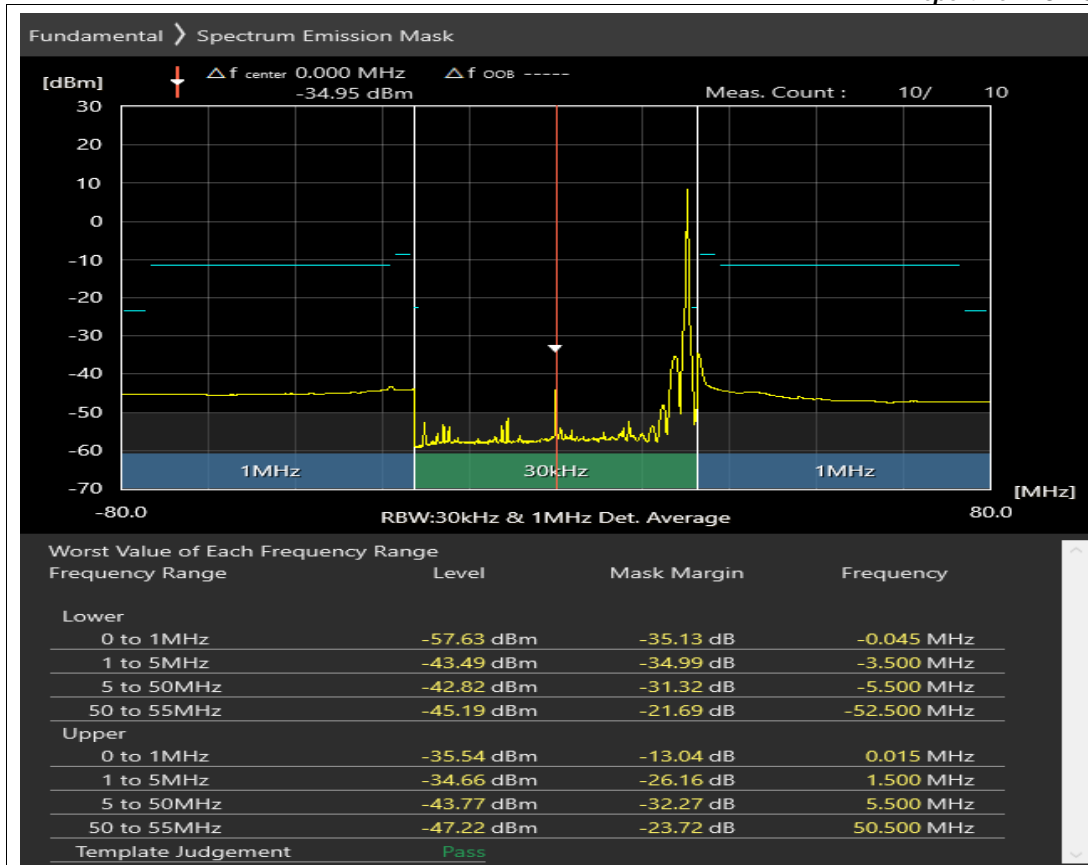 Fundamental ❯ Spectrum Emission Mask
[dBm]
Δf center 0.000 MHz Δf OOB -----
-34.95 dBm
Meas. Count : 10/ 10
30
20
10
0
-10
-20
-30
-40
-50
-60
-70
1MHz 30kHz 1MHz
[MHz]
-80.0 RBW:30kHz & 1MHz Det. Average 80.0
Worst Value of Each Frequency Range
Frequency Range Level Mask Margin Frequency
Lower
0 to 1MHz -57.63 dBm -35.13 dB -0.045 MHz
1 to 5MHz -43.49 dBm -34.99 dB -3.500 MHz
5 to 50MHz -42.82 dBm -31.32 dB -5.500 MHz
50 to 55MHz -45.19 dBm -21.69 dB -52.500 MHz
Upper
0 to 1MHz -35.54 dBm -13.04 dB 0.015 MHz
1 to 5MHz -34.66 dBm -26.16 dB 1.500 MHz
5 to 50MHz -43.77 dBm -32.27 dB 5.500 MHz
50 to 55MHz -47.22 dBm -23.72 dB 50.500 MHz
Template Judgement Pass